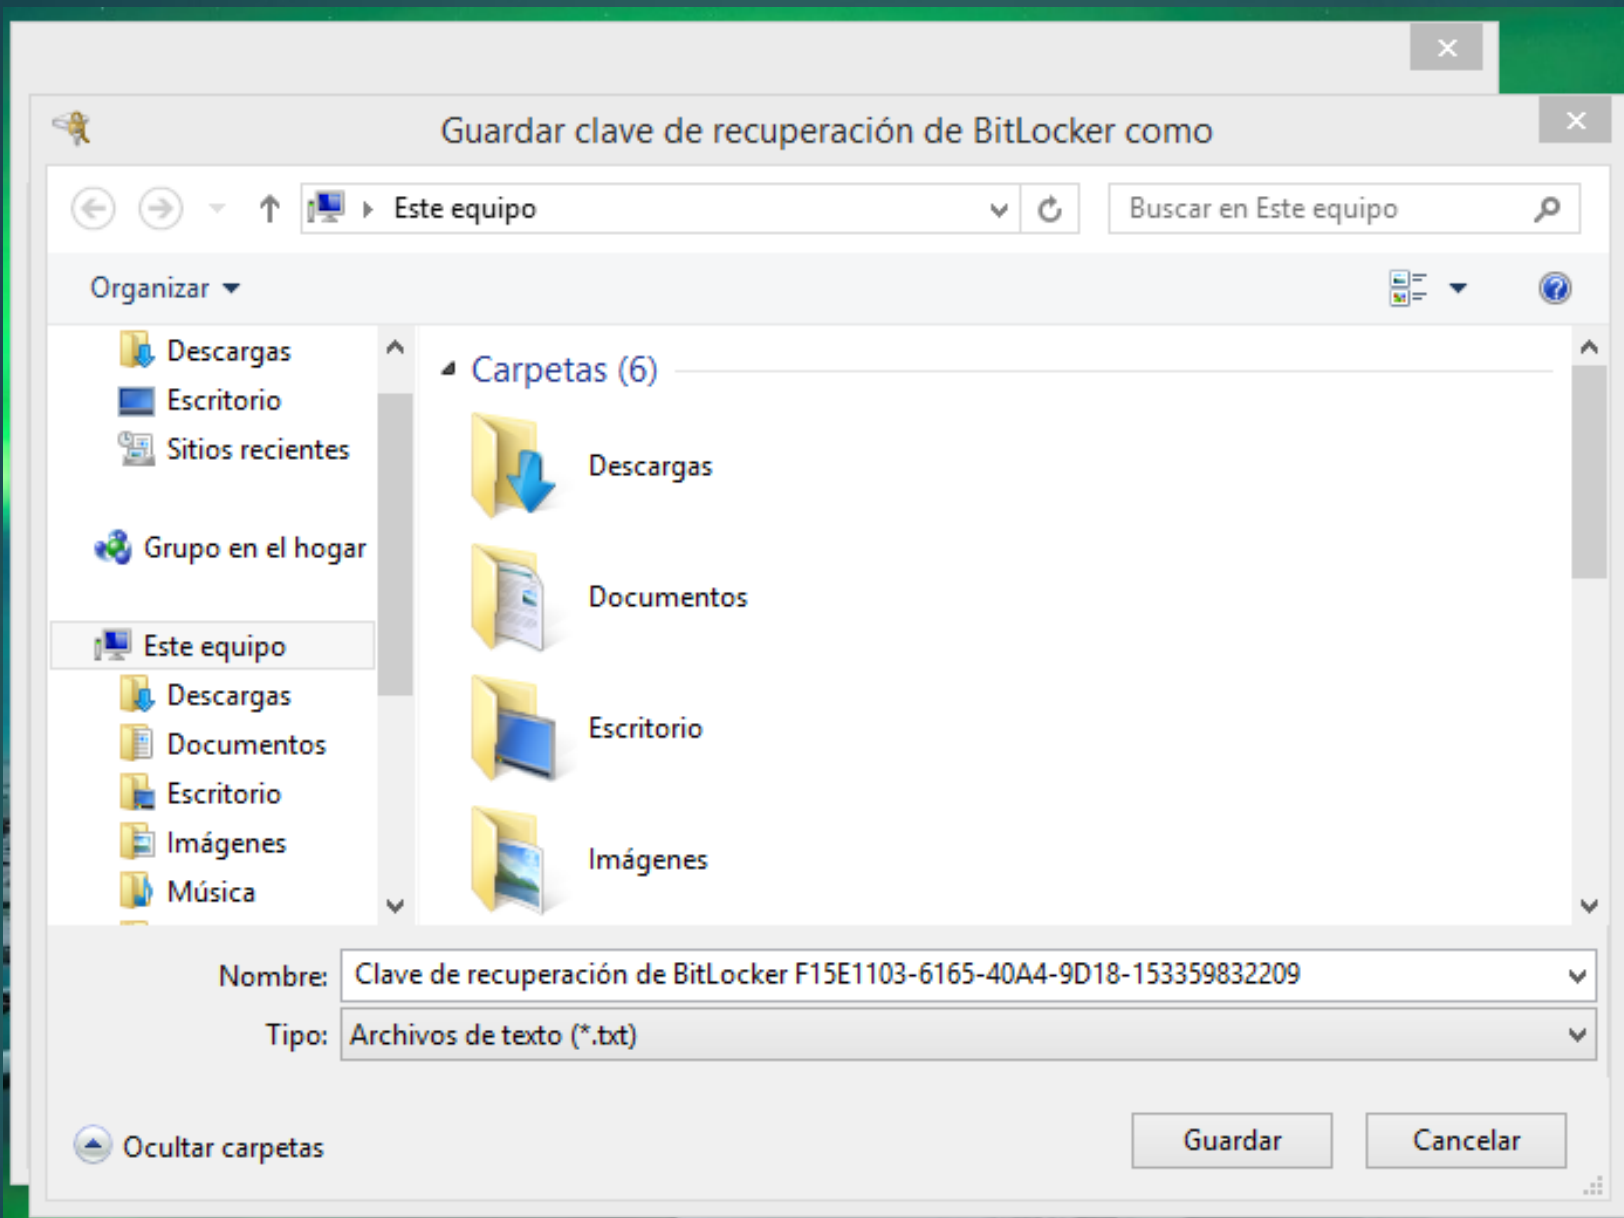 Guardar clave de recuperación de BitLocker como
Este equipo
Buscar en Este equipo
Organizar
Descargas
Escritorio
Sitios recientes
Grupo en el hogar
Este equipo
Descargas
Documentos
Escritorio
Imágenes
Música
Carpetas (6)
Descargas
Documentos
Escritorio
Imágenes
Nombre: Clave de recuperación de BitLocker F15E1103-6165-40A4-9D18-153359832209
Tipo: Archivos de texto (*.txt)
Ocultar carpetas
Guardar
Cancelar